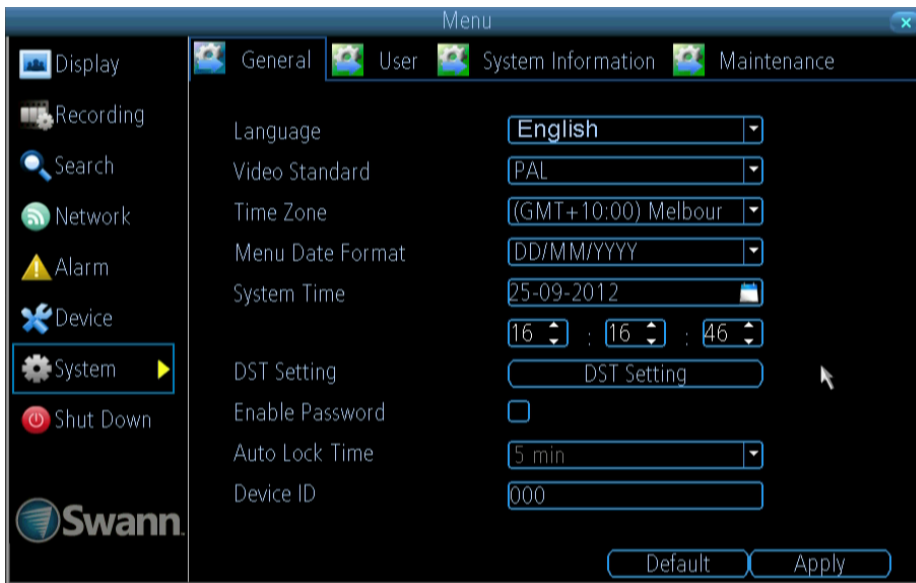 Menu
Display
Recording
Search
Network
Alarm
Device
System
Shut Down
Swann.
General User System Information Maintenance
Language English
Video Standard PAL
Time Zone (GMT+10:00) Melbour
Menu Date Format DD/MM/YYYY
System Time 25-09-2012
16 : 16 : 46
DST Setting DST Setting
Enable Password
Auto Lock Time 5 min
Device ID 000
Default Apply